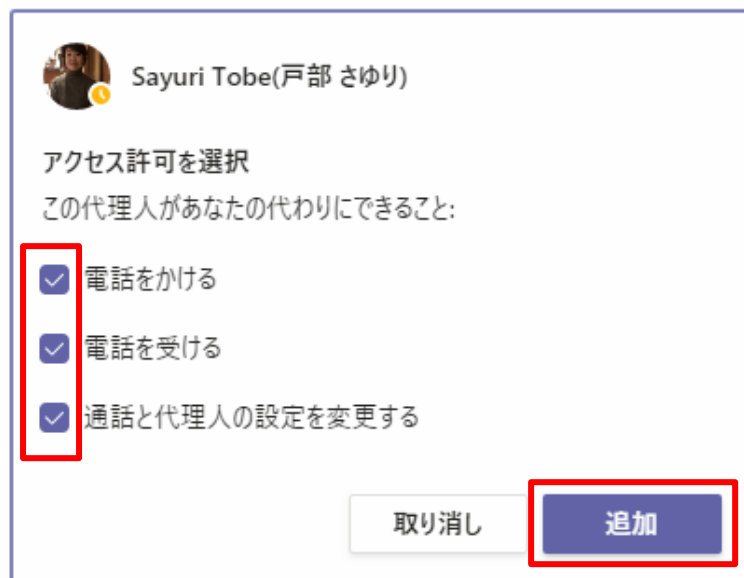 Sayuri Tobe(戸部 さゆり)
アクセス許可を選択
この代理人があなたの代わりにできること:
電話をかける
電話を受ける
通話と代理人の設定を変更する
取り消し
追加